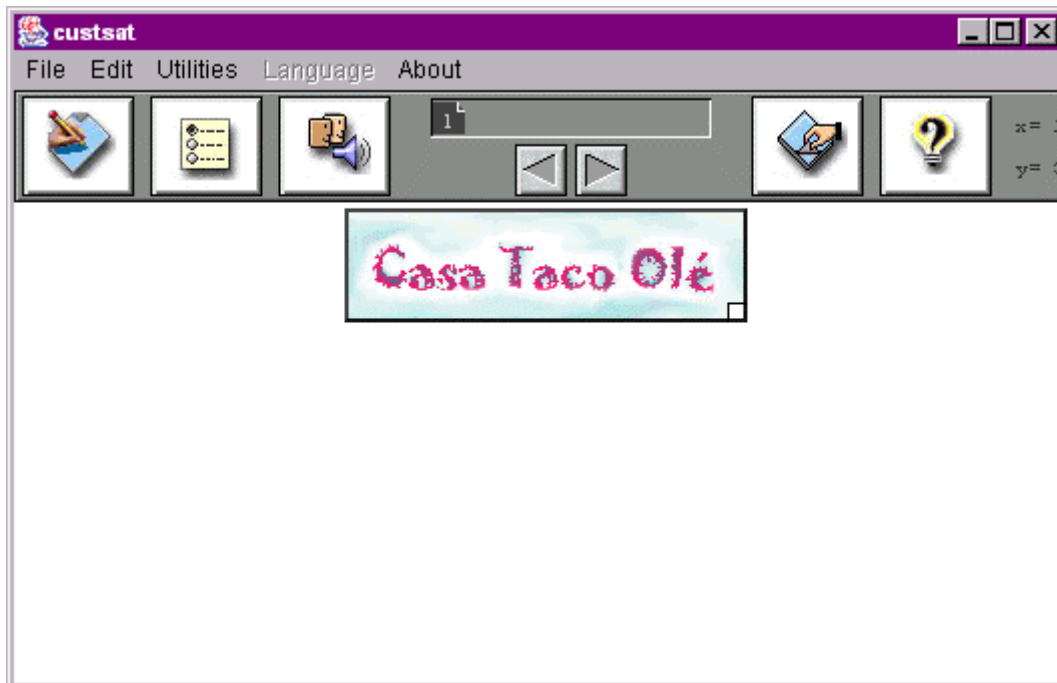 custsat
File Edit Utilities Language About
1
x=
y=
Casa Taco Olé